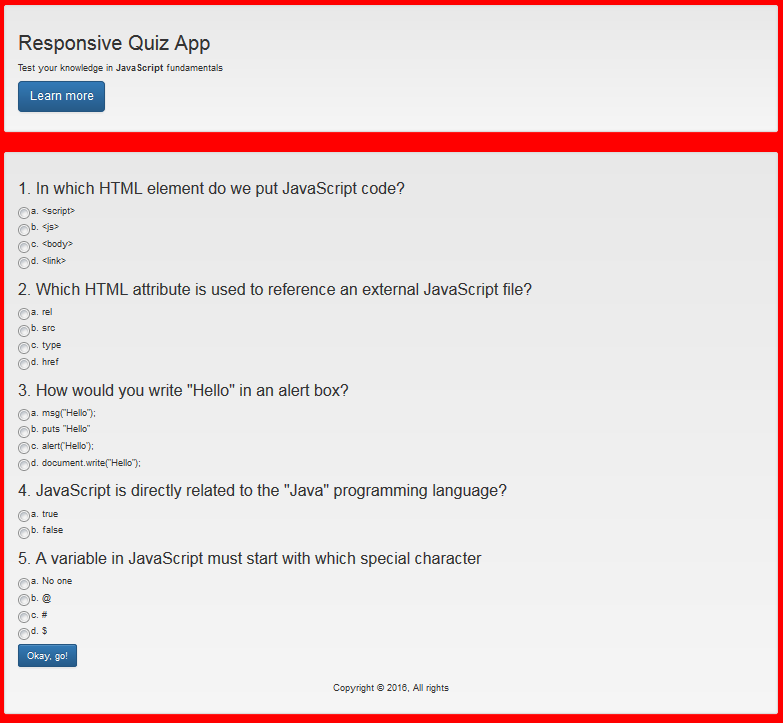 Responsive Quiz App
Test your knowledge in JavaScript fundamentals
Learn more
1. In which HTML element do we put JavaScript code?
a. <script>
b. <js>
c. <body>
d. <link>
2. Which HTML attribute is used to reference an external JavaScript file?
a. rel
b. src
c. type
d. href
3. How would you write "Hello" in an alert box?
a. msg("Hello");
b. puts "Hello"
c. alert("Hello");
d. document.write("Hello");
4. JavaScript is directly related to the "Java" programming language?
a. true
b. false
5. A variable in JavaScript must start with which special character
a. No one
b. @
c. #
d. $
Okay, go!
Copyright © 2016, All rights